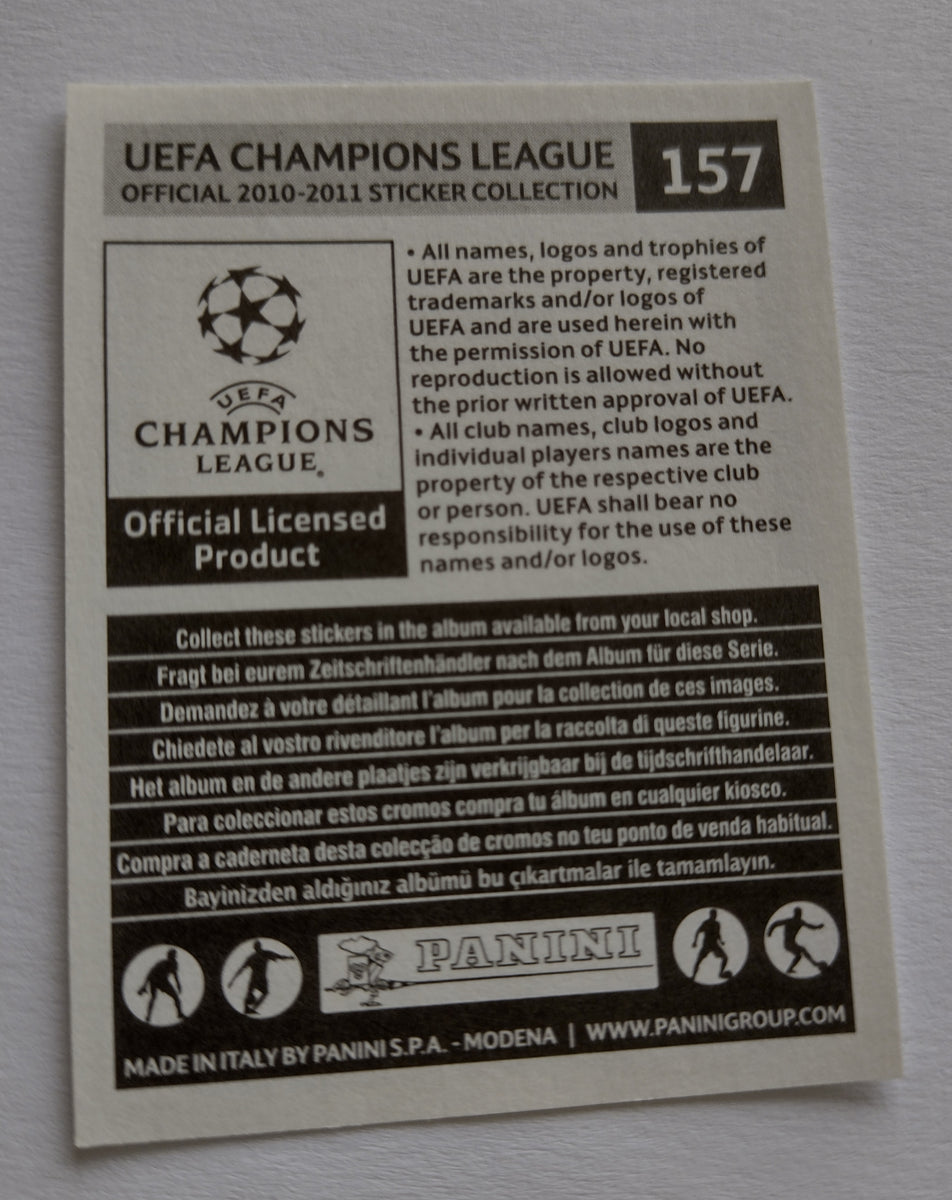 UEFA CHAMPIONS LEAGUE
OFFICIAL 2010-2011 STICKER COLLECTION
157
UEFA
CHAMPIONS
LEAGUE®
Official Licensed
Product
• All names, logos and trophies of
UEFA are the property, registered
trademarks and/or logos of
UEFA and are used herein with
the permission of UEFA. No
reproduction is allowed without
the prior written approval of UEFA.
• All club names, club logos and
individual players names are the
property of the respective club
or person. UEFA shall bear no
responsibility for the use of these
names and/or logos.
Collect these stickers in the album available from your local shop.
Fragt bei eurem Zeitschriftenhändler nach dem Album für diese Serie.
Demandez à votre détaillant l'album pour la collection de ces images.
Chiedete al vostro rivenditore l'album per la raccolta di queste figurine.
Het album en de andere plaatjes zijn verkrijgbaar bij de tijdschrifthandelaar.
Para coleccionar estos cromos compra tu álbum en cualquier kiosco.
Compra a caderneta desta colecção de cromos no teu ponto de venda habitual.
Bayinizden aldığınız albümü bu çıkartmalar ile tamamlayın.
PANINI
MADE IN ITALY BY PANINI S.P.A. - MODENA | WWW.PANINIGROUP.COM